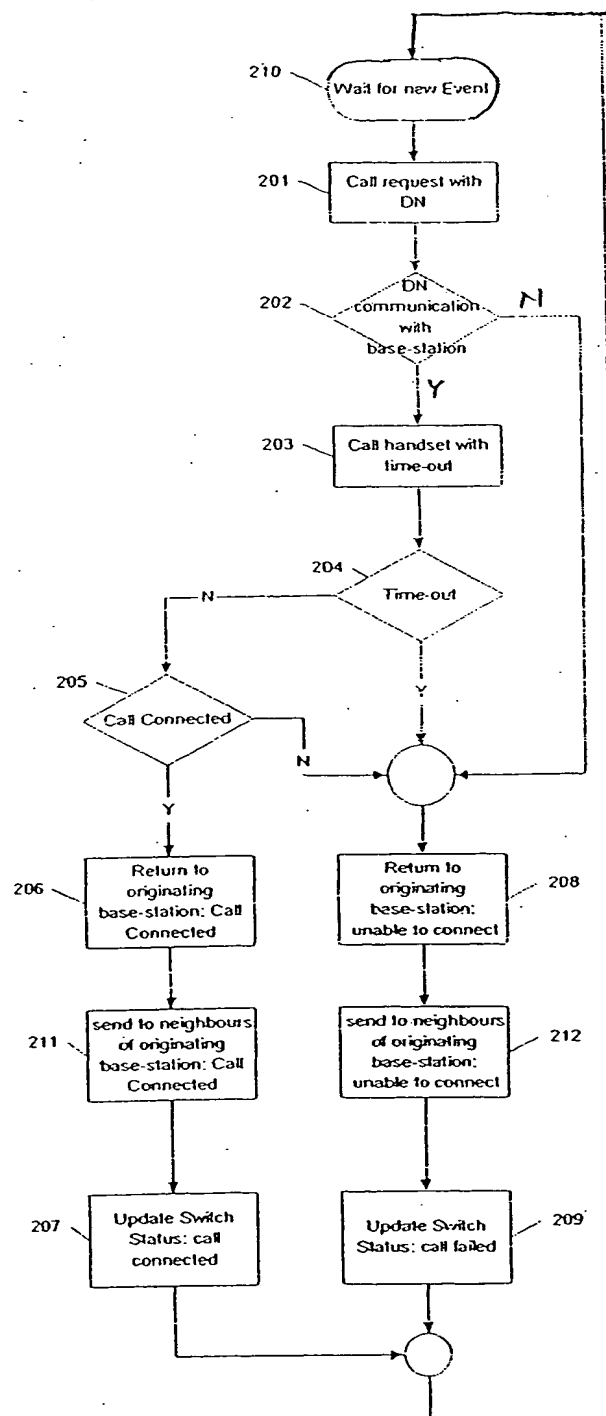 210
Wait for new Event
201
Call request with
DN
202
DN
communication
with
base-station
N
Y
203
Call handset with
time-out
204
Time-out
N
Y
205
Call Connected
N
Y
206
Return to
originating
base-station: Call
Connected
208
Return to
originating
base-station:
unable to connect
211
send to neighbours
of originating
base-station: Call
Connected
212
send to neighbours
of originating
base-station:
unable to connect
207
Update Switch
Status: call
connected
209
Update Switch
Status: call failed